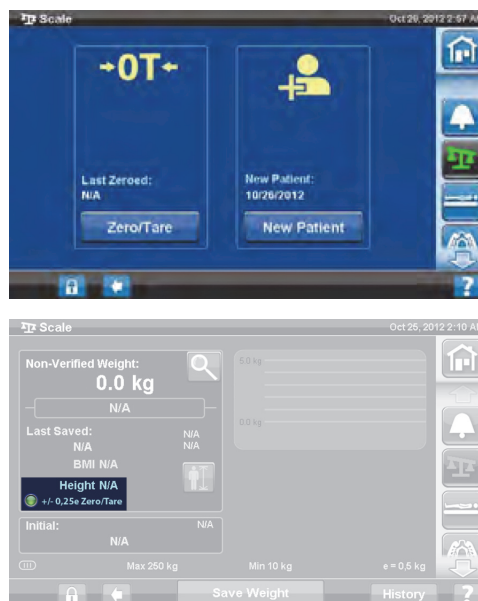 Scale
Oct 26, 2012 2:57 AM
→0T←
Last Zeroed:
N/A
Zero/Tare
New Patient:
10/26/2012
New Patient
?
Scale
Oct 25, 2012 2:10 AM
Non-Verified Weight:
0.0 kg
N/A
Last Saved:
N/A
N/A
N/A
BMI N/A
Height N/A
+/- 0,25e Zero/Tare
Initial:
N/A
N/A
5.0 kg
0.0 kg
Max 250 kg
Min 10 kg
e = 0,5 kg
Save Weight
History
?